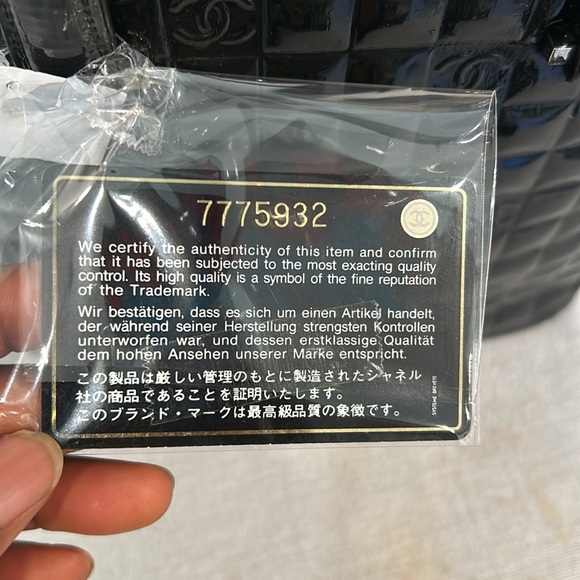 7775932
We certify the authenticity of this item and confirm
that it has been subjected to the most exacting quality
control. Its high quality is a symbol of the fine reputation
of the Trademark.
Wir bestätigen, dass es sich um einen Artikel handelt,
der während seiner Herstellung strengsten Kontrollen
unterworfen war, und dessen erstklassige Qualität
dem hohen Ansehen unserer Marke entspricht.
この製品は厳しい管理のもとに製造されたシャネル
社の商品であることを証明いたします。
このブランド・マークは最高級品質の象徴です。
SYSTEME BREVETE